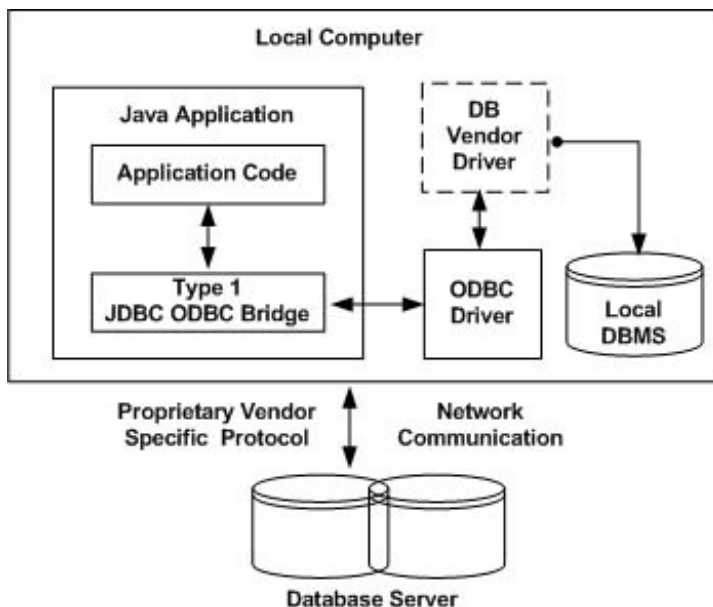 Local Computer
Java Application
Application Code
Type 1
JDBC ODBC Bridge
DB
Vendor
Driver
ODBC
Driver
Local
DBMS
Proprietary Vendor
Specific Protocol
Network
Communication
Database Server